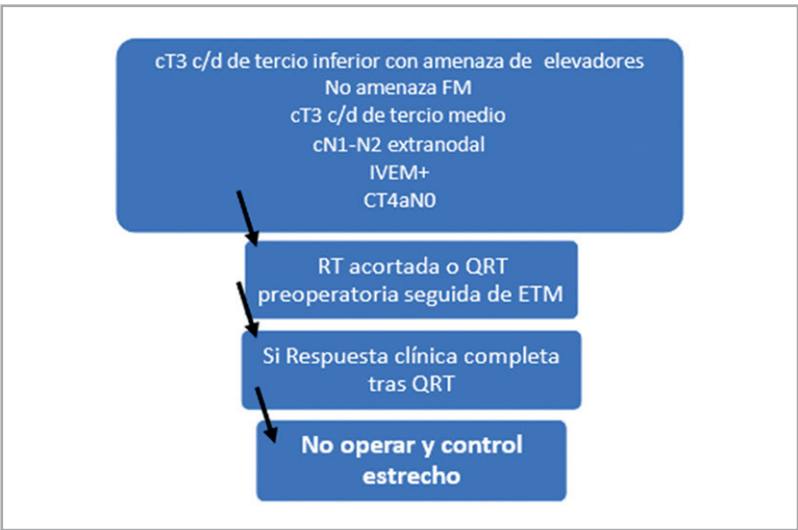 cT3 c/d de tercio inferior con amenaza de elevadores
No amenaza FM
cT3 c/d de tercio medio
cN1-N2 extranodal
IVEM+
CT4aN0
RT acortada o QRT
preoperatoria seguida de ETM
Si Respuesta clínica completa
tras QRT
No operar y control
estrecho